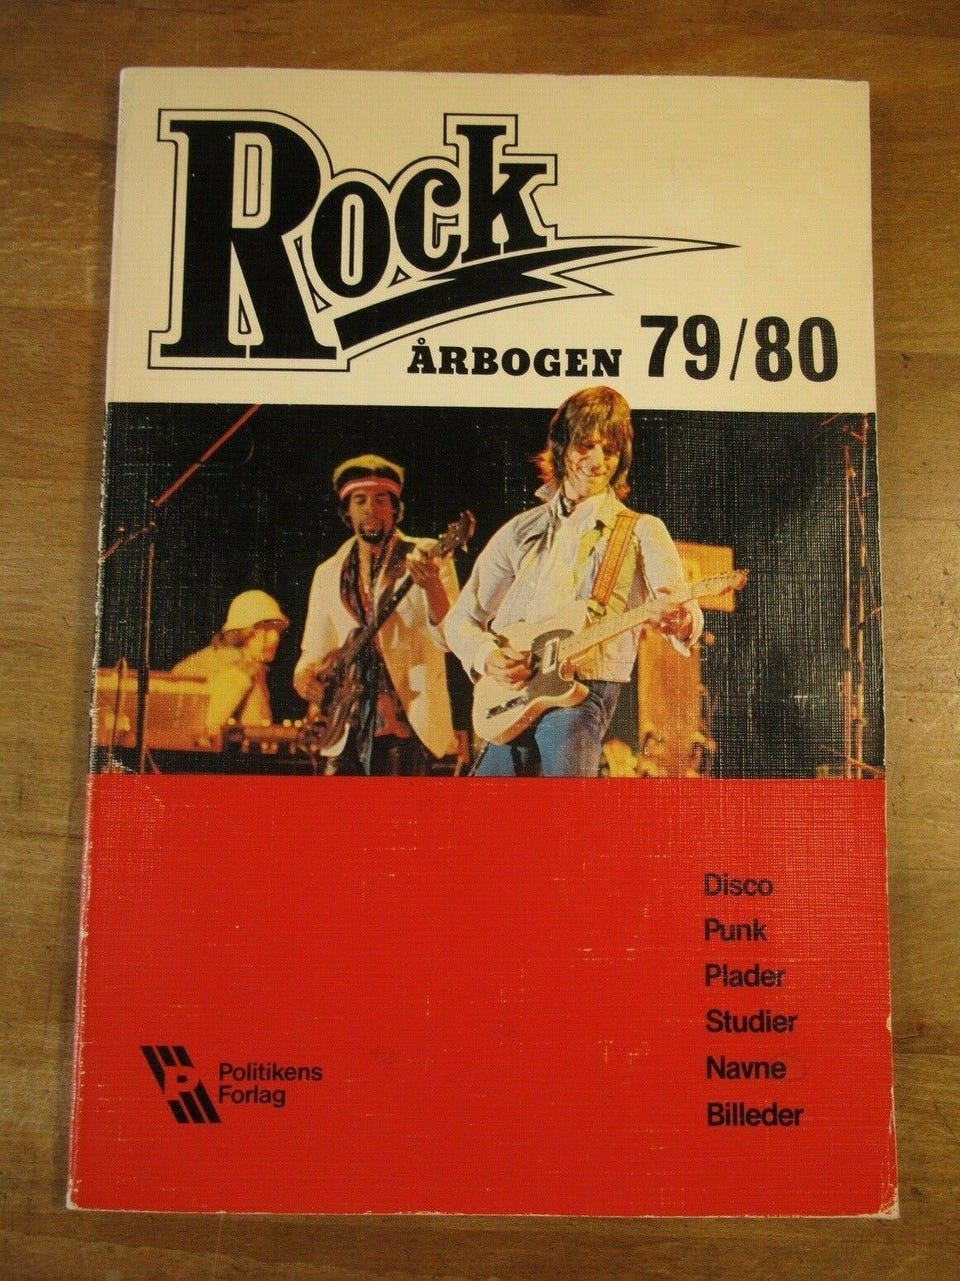 Rock
ÅRBOGEN 79/80
Disco
Punk
Plader
Studier
Navne
Billeder
P Politikens
Forlag